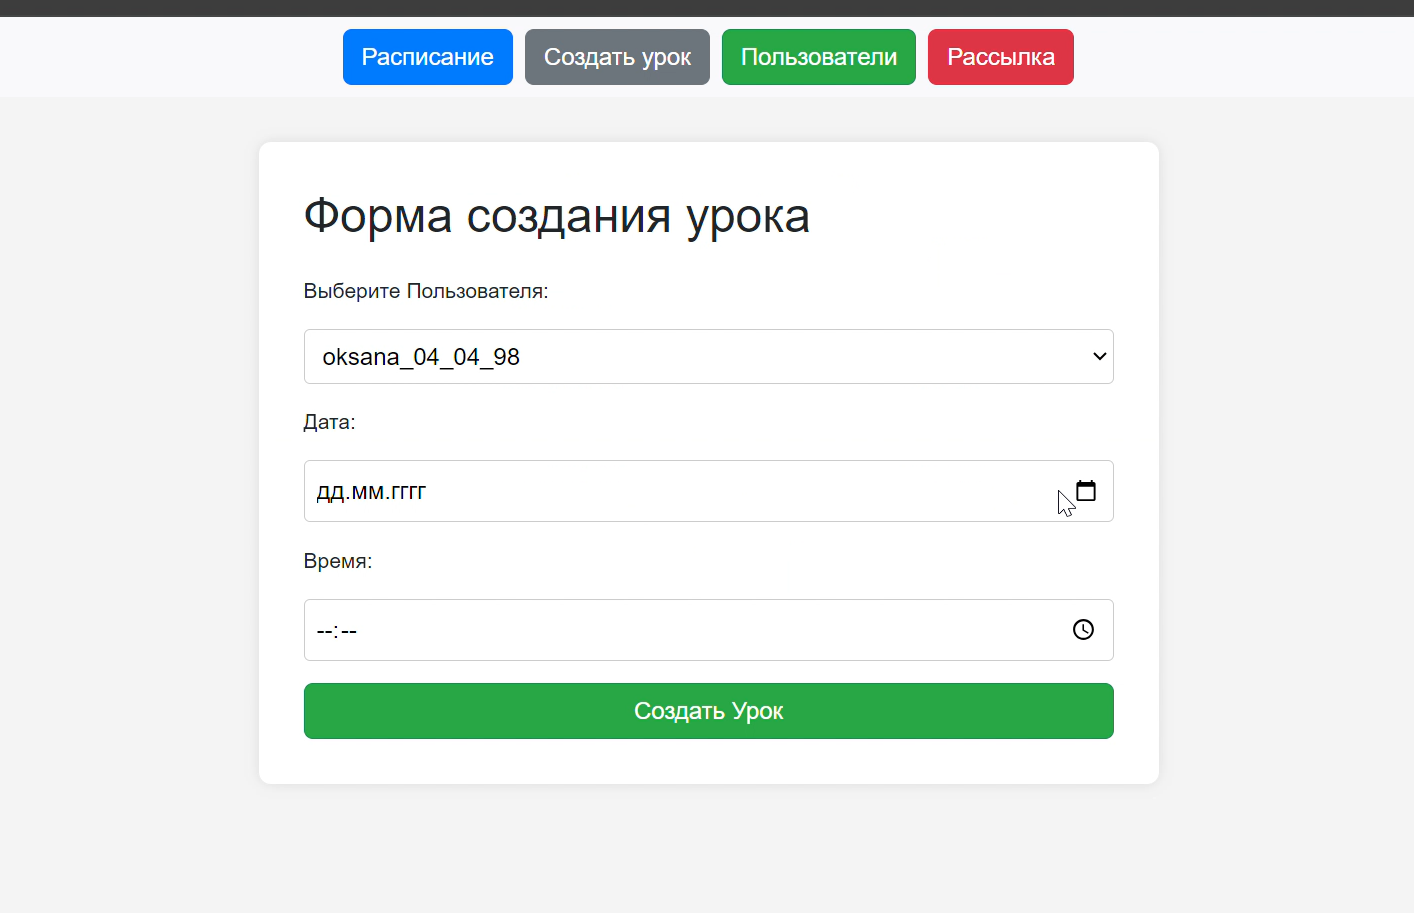 Расписание Создать урок Пользователи Рассылка
Форма создания урока
Выберите Пользователя:
oksana_04_04_98
Дата:
дд.мм.гггг
Время:
--:--
Создать Урок